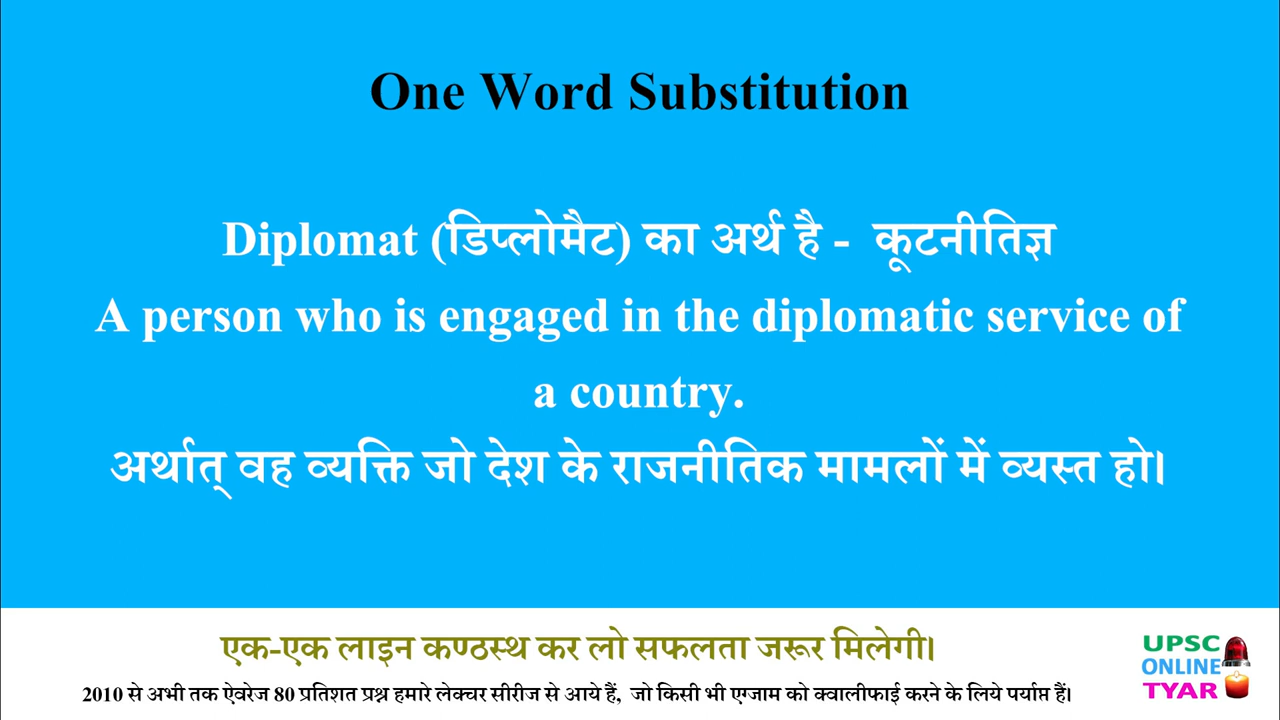 One Word Substitution
Diplomat (डिप्लोमैट) का अर्थ है - कूटनीतिज्ञ
A person who is engaged in the diplomatic service of
a country.
अर्थात् वह व्यक्ति जो देश के राजनीतिक मामलों में व्यस्त हो।
एक-एक लाइन कण्ठस्थ कर लो सफलता जरूर मिलेगी।
2010 से अभी तक ऐवरेज 80 प्रतिशत प्रश्न हमारे लेक्चर सीरीज से आये हैं, जो किसी भी एग्जाम को क्वालीफाई करने के लिये पर्याप्त हैं।
UPSC
ONLINE
TYAR